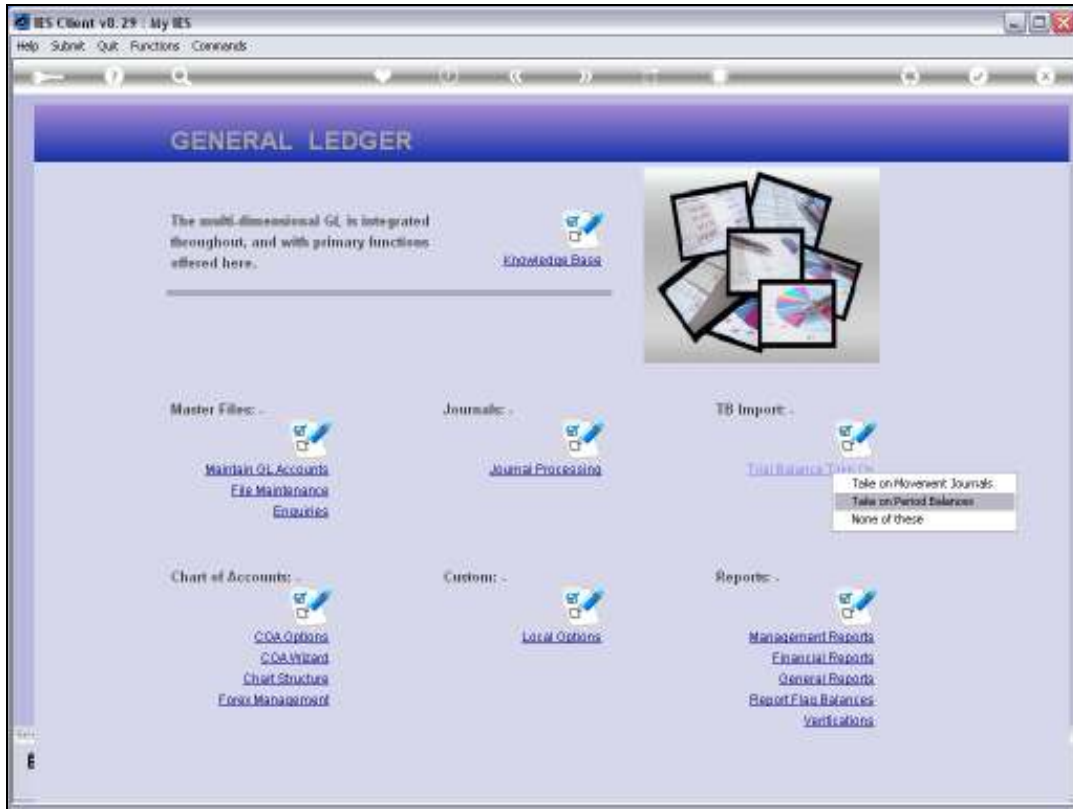 IES Client v8.29 : My IES
Help Submit Quit Functions Commands
GENERAL LEDGER
The multi-dimensional GL is integrated
throughout, and with primary functions
offered here.
Knowledge Base
Master Files: -
Maintain GL Accounts
File Maintenance
Enquiries
Journals: -
Journal Processing
TB Import: -
Trial Balance Take On
Take on Movement Journals
Take on Period Balances
None of these
Chart of Accounts: -
COA Options
COA Wizard
Chart Structure
Forex Management
Custom: -
Local Options
Reports: -
Management Reports
Financial Reports
General Reports
Report Flag Balances
Verifications